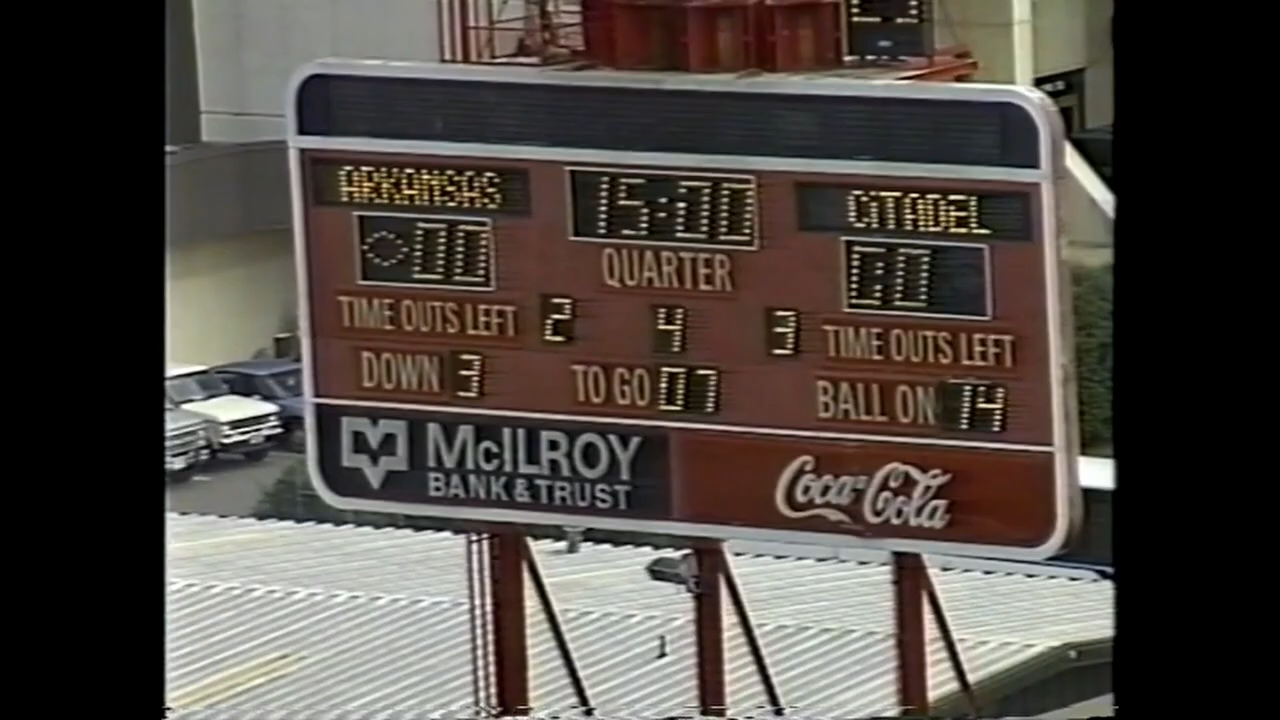 ARKANSAS 15:00 CITADEL
00 QUARTER 00
TIME OUTS LEFT 2 4 3 TIME OUTS LEFT
DOWN 3 TO GO 07 BALL ON 14
McILROY
BANK & TRUST
Coca-Cola